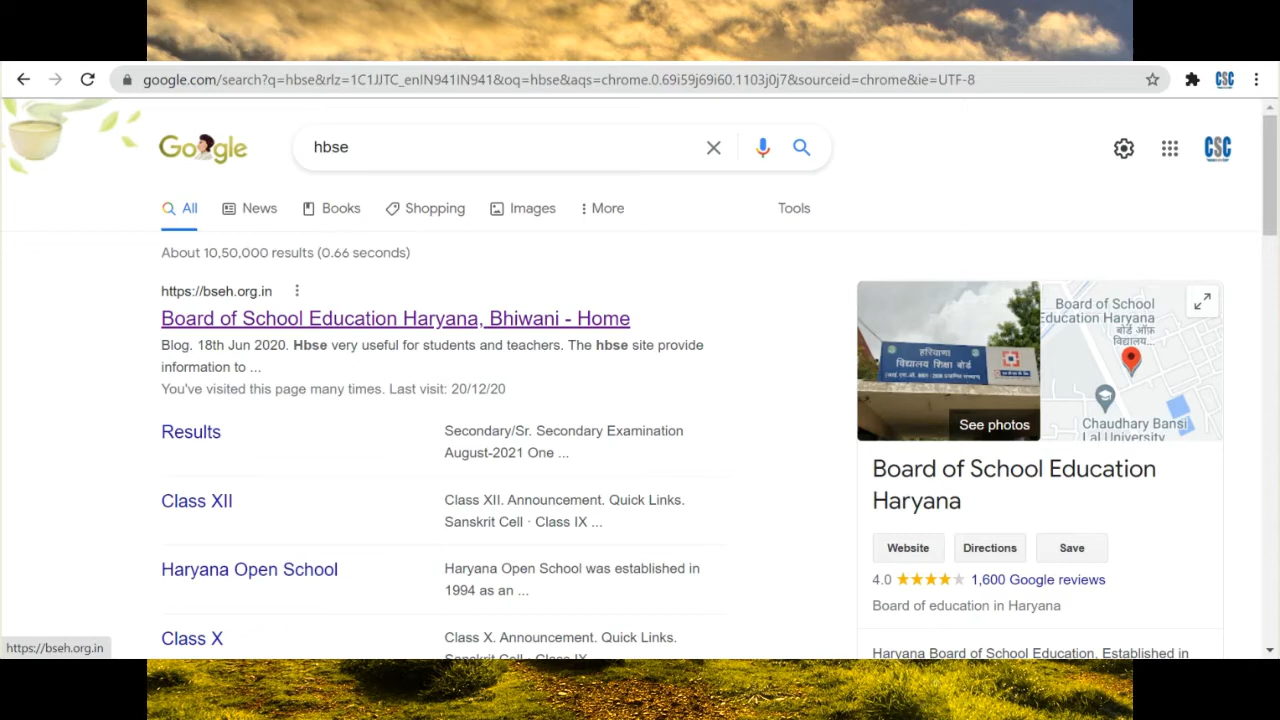 google.com/search?q=hbse&rlz=1C1JJTC_enIN941IN941&oq=hbse&aqs=chrome.0.69i59j69i60.1103j0j7&sourceid=chrome&ie=UTF-8
CSC
Google
hbse
CSC
All
News
Books
Shopping
Images
More
Tools
About 10,50,000 results (0.66 seconds)
https://bseh.org.in
Board of School Education Haryana, Bhiwani - Home
Blog. 18th Jun 2020. Hbse very useful for students and teachers. The hbse site provide
information to ...
You've visited this page many times. Last visit: 20/12/20
Results
Secondary/Sr. Secondary Examination
August-2021 One ...
Class XII
Class XII. Announcement. Quick Links.
Sanskrit Cell · Class IX ...
Haryana Open School
Haryana Open School was established in
1994 as an ...
Class X
Class X. Announcement. Quick Links.
Sanskrit Cell · Class IX
हरियाणा
विद्यालय शिक्षा बोर्ड
See photos
Board of School
Education Haryana
बोर्ड ऑफ़
विद्यालय...
Chaudhary Bansi
Lal University
Board of School Education
Haryana
Website
Directions
Save
4.0
1,600 Google reviews
Board of education in Haryana
Haryana Board of School Education. Established in
https://bseh.org.in